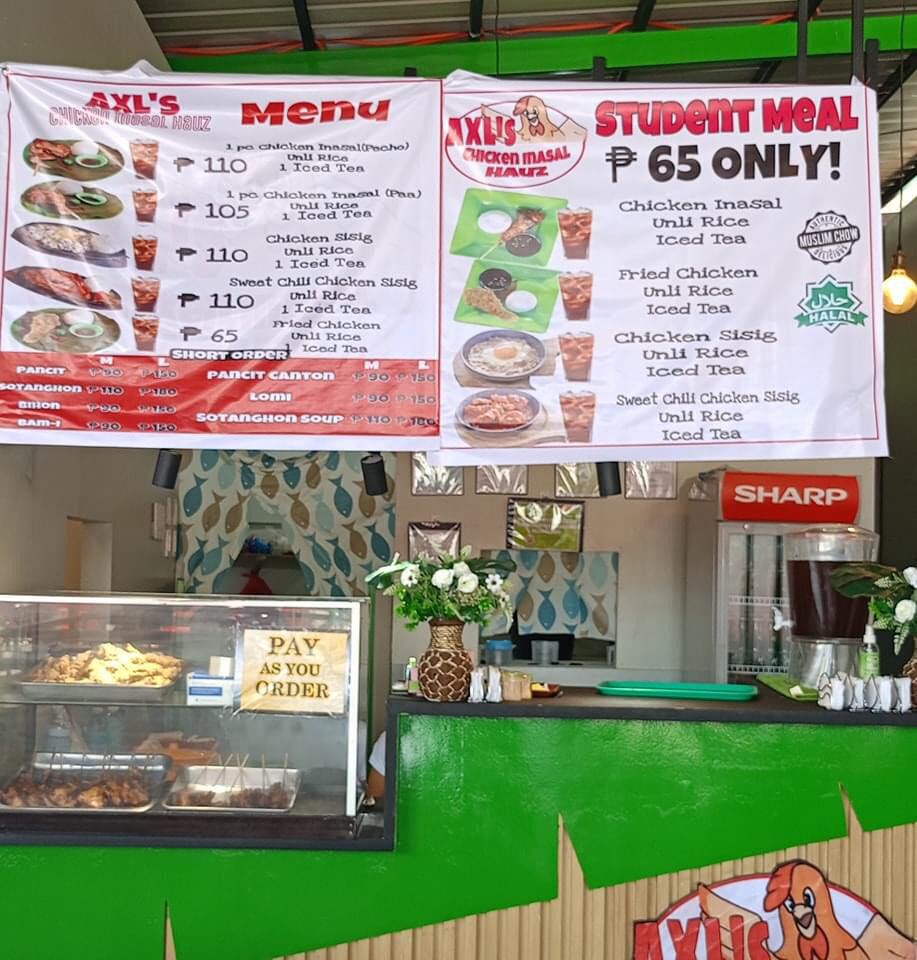 AXL'S
CHICKEN INASAL HAUZ
Menu
₱ 110
1 pc Chicken Inasal(Pecho)
Unli Rice
1 Iced Tea
₱ 105
1 pc Chicken Inasal (Paa)
Unli Rice
1 Iced Tea
₱ 110
Chicken Sisig
Unli Rice
1 Iced Tea
₱ 110
Sweet Chili Chicken Sisig
Unli Rice
1 Iced Tea
₱ 65
Fried Chicken
Unli Rice
1 Iced Tea
SHORT ORDER
M L M L
PANCIT ₱90 ₱150 PANCIT CANTON ₱90 ₱150
SOTANGHON ₱110 ₱180 LOMI ₱90 ₱150
BIHON ₱90 ₱150 SOTANGHON SOUP ₱110 ₱180
BAM-I ₱90 ₱150
AXL'S
CHICKEN INASAL
HAUZ
STUDENT MEAL
₱ 65 ONLY!
Chicken Inasal
Unli Rice
Iced Tea
Fried Chicken
Unli Rice
Iced Tea
Chicken Sisig
Unli Rice
Iced Tea
Sweet Chili Chicken Sisig
Unli Rice
Iced Tea
AUTHENTIC
MUSLIM CHOW
DELICIOUS
حلال
HALAL
SHARP
PAY
AS YOU
ORDER
AXL'S